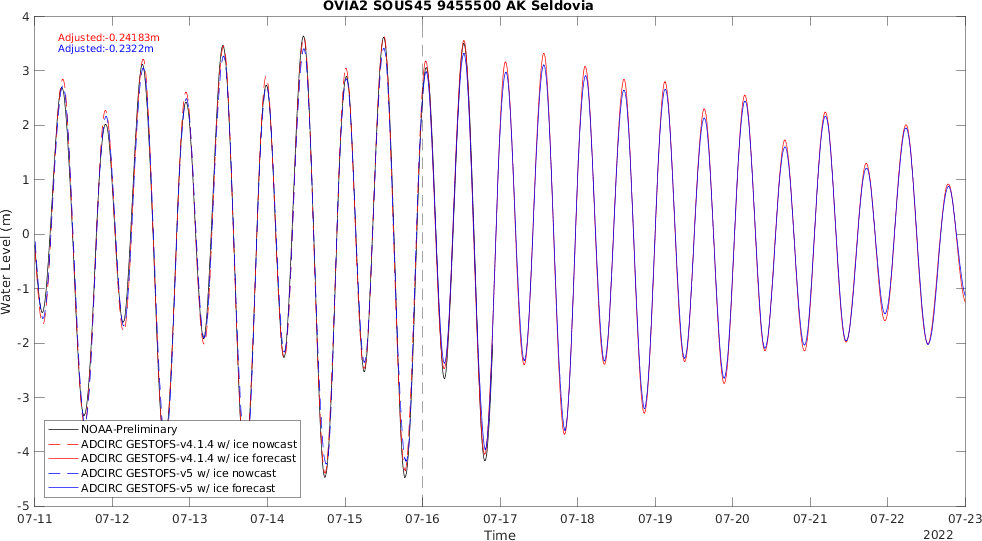 OVIA2 SOUS45 9455500 AK Seldovia
Adjusted:-0.24183m
Adjusted:-0.2322m
4
3
2
1
0
-1
-2
-3
-4
-5
Water Level (m)
NOAA-Preliminary
ADCIRC GESTOFS-v4.1.4 w/ ice nowcast
ADCIRC GESTOFS-v4.1.4 w/ ice forecast
ADCIRC GESTOFS-v5 w/ ice nowcast
ADCIRC GESTOFS-v5 w/ ice forecast
07-11 07-12 07-13 07-14 07-15 07-16 07-17 07-18 07-19 07-20 07-21 07-22 07-23
Time
2022